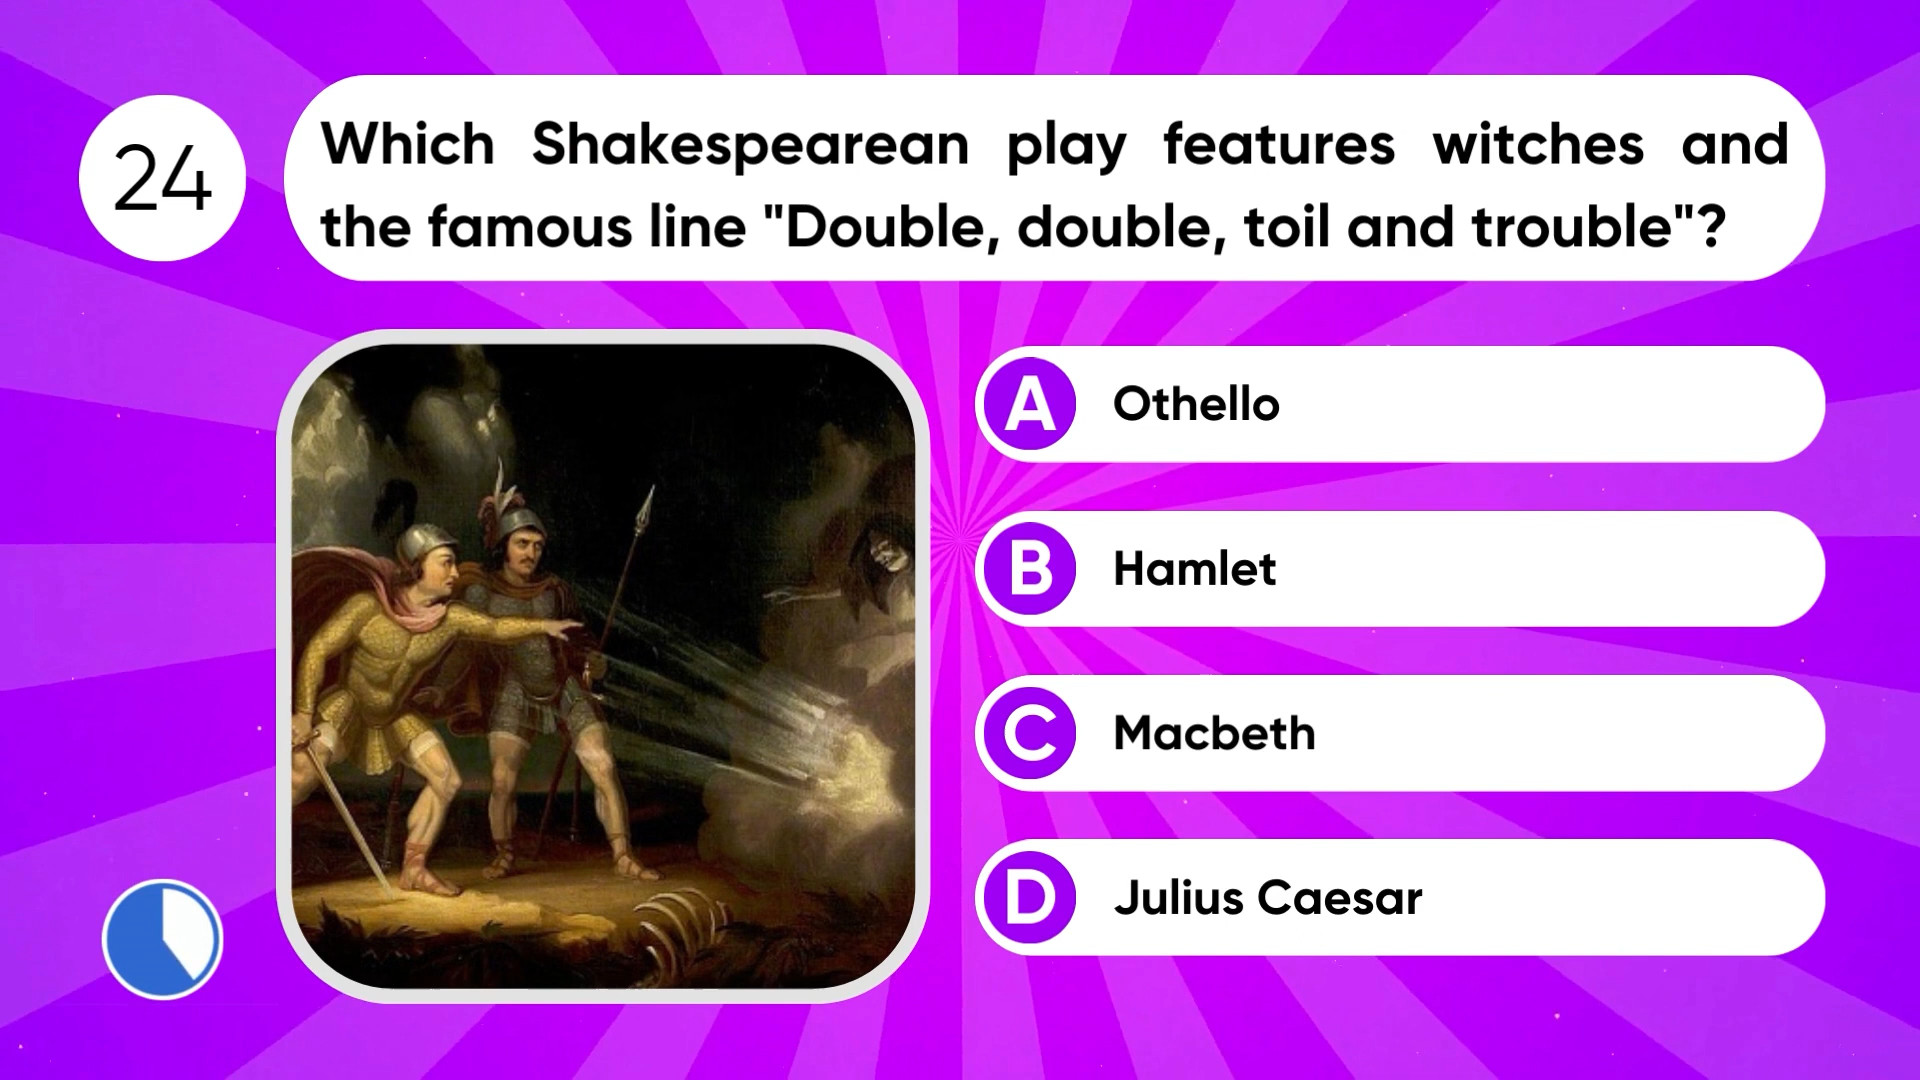 24
Which Shakespearean play features witches and
the famous line "Double, double, toil and trouble"?
A Othello
B Hamlet
C Macbeth
D Julius Caesar